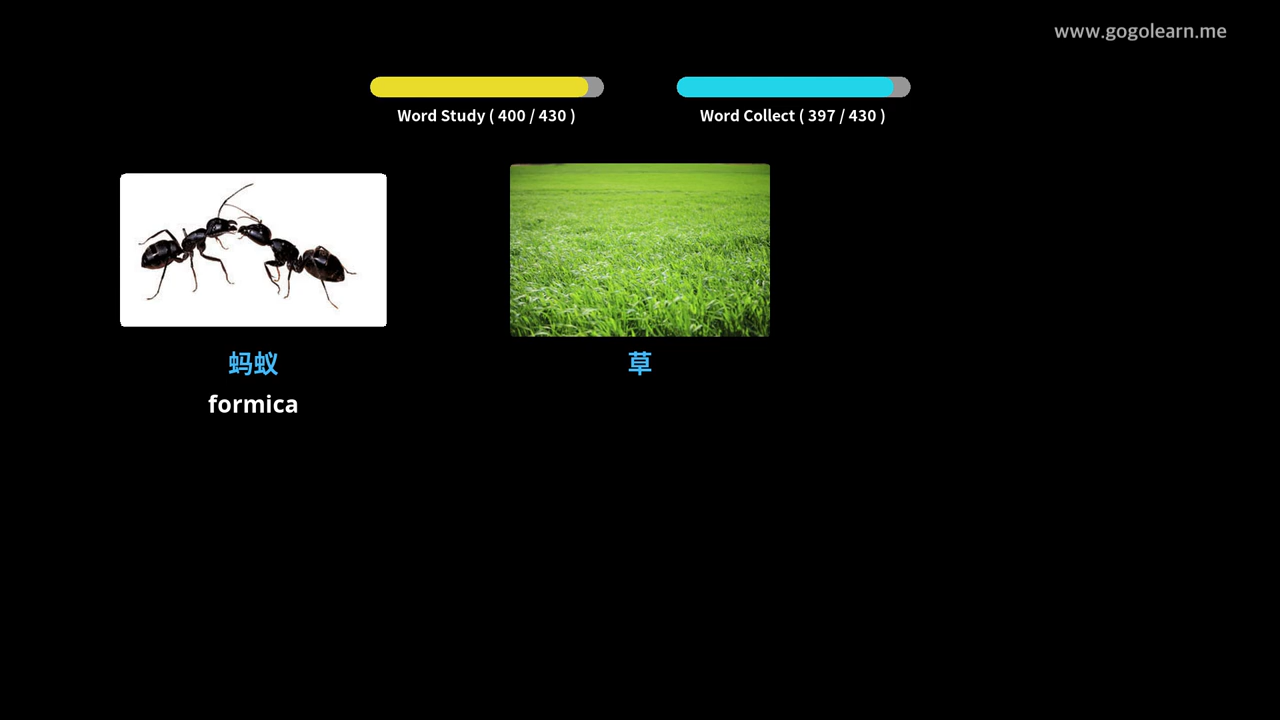 www.gogolearn.me
Word Study ( 400 / 430 )
Word Collect ( 397 / 430 )
蚂蚁
草
formica